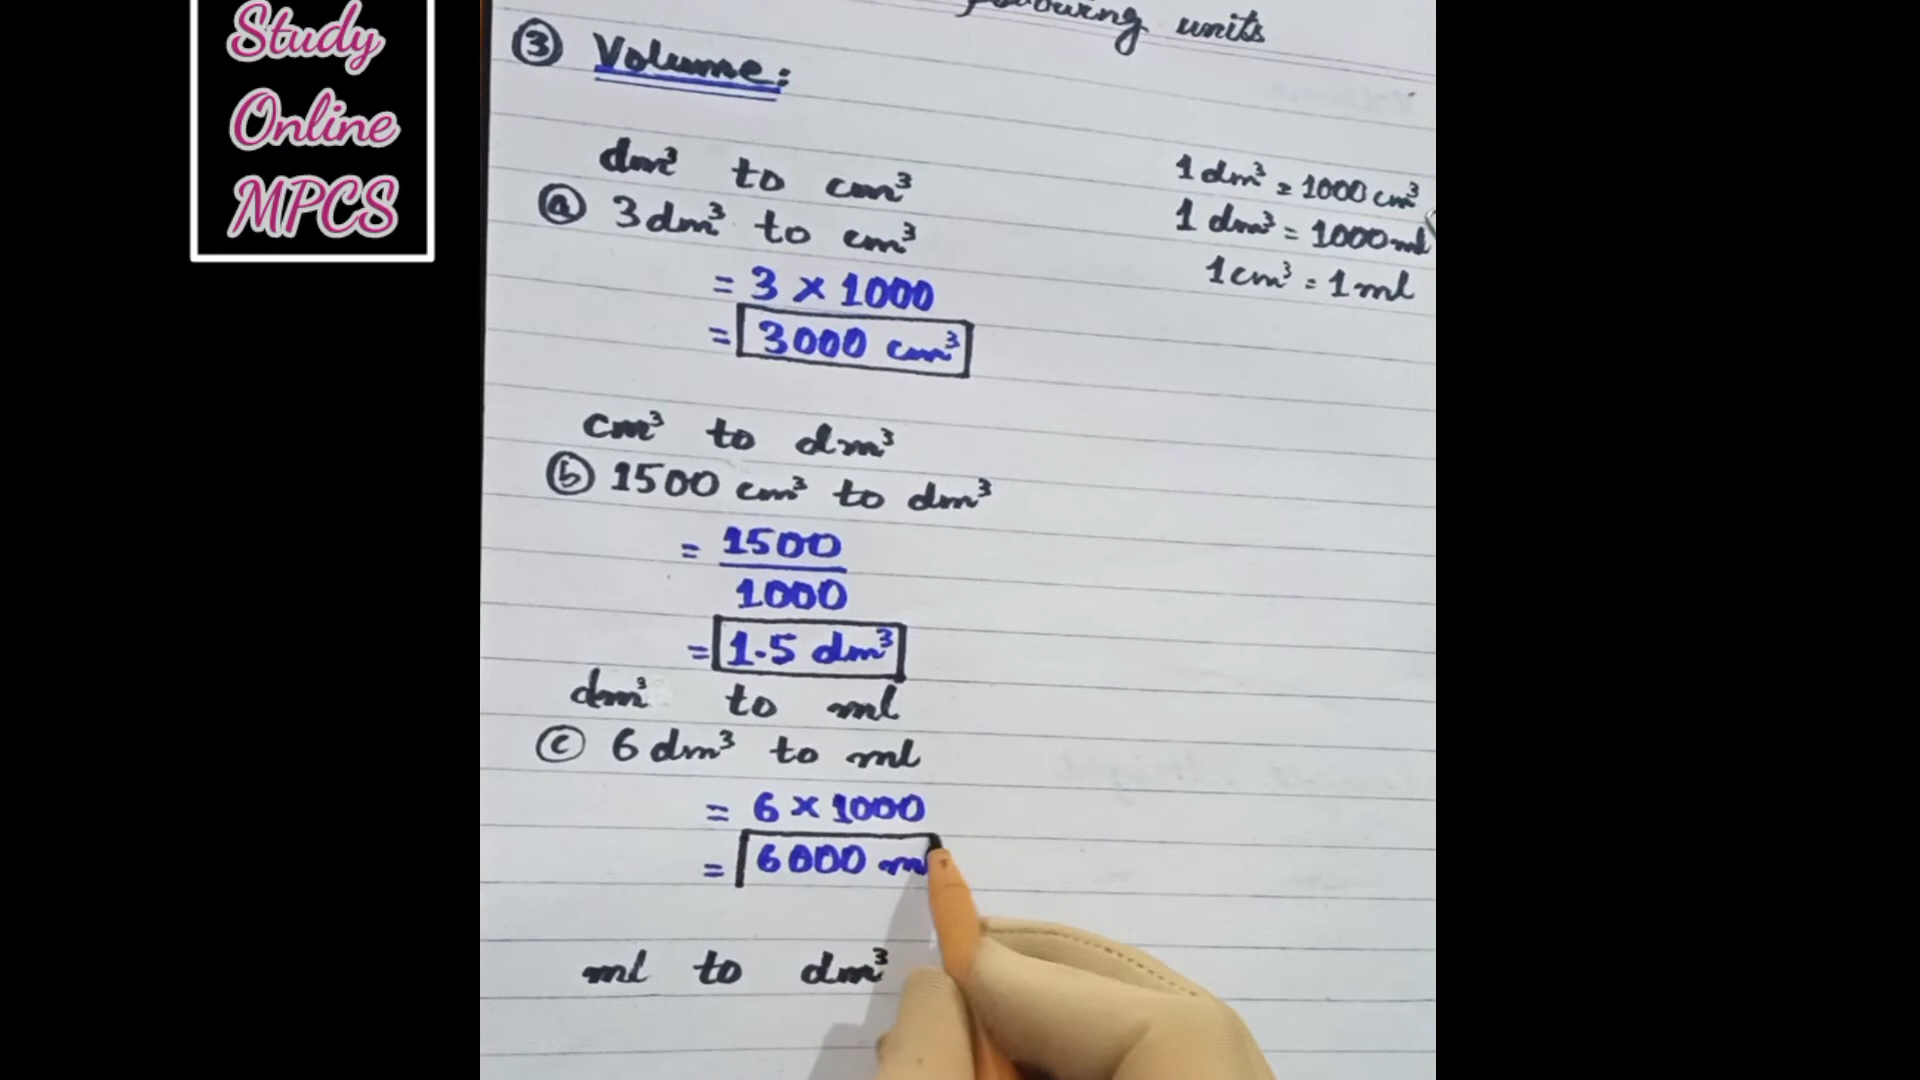 Study
Online
MPCS
following units
③ Volume:
dm³ to cm³
ⓐ 3dm³ to cm³
= 3 × 1000
= 3000 cm³
1 dm³ = 1000 cm³
1 dm³ = 1000 ml
1 cm³ = 1 ml
cm³ to dm³
ⓑ 1500 cm³ to dm³
= 1500
1000
= 1.5 dm³
dm³ to ml
ⓒ 6 dm³ to ml
= 6 × 1000
= 6000 ml
ml to dm³